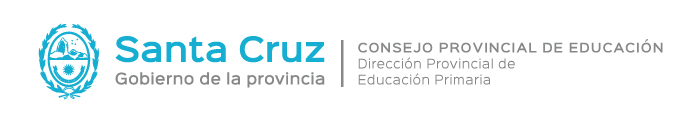 Santa Cruz
Gobierno de la provincia
CONSEJO PROVINCIAL DE EDUCACIÓN
Dirección Provincial de
Educación Primaria